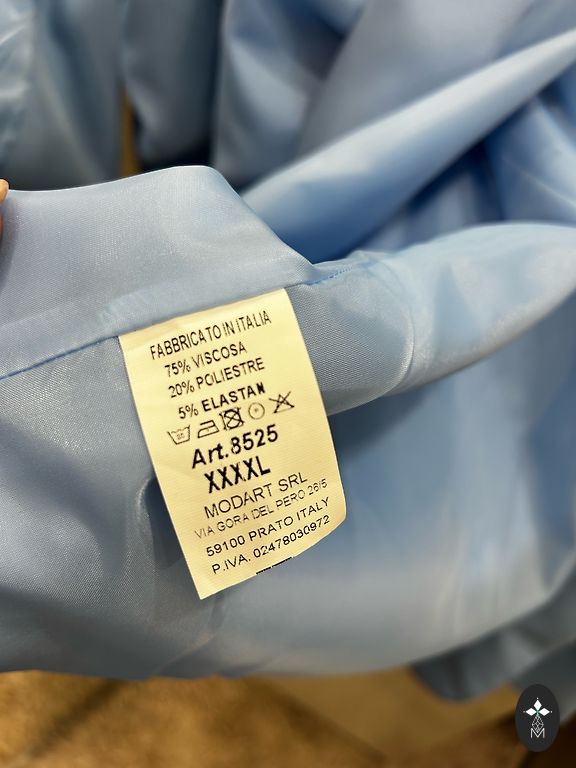 FABBRICATO IN ITALIA
75% VISCOSA
20% POLIESTRE
5% ELASTAN
Art.8525
XXXXL
MODART SRL
VIA GORA DEL PERO 26/5
59100 PRATO ITALY
P.IVA. 02478030972